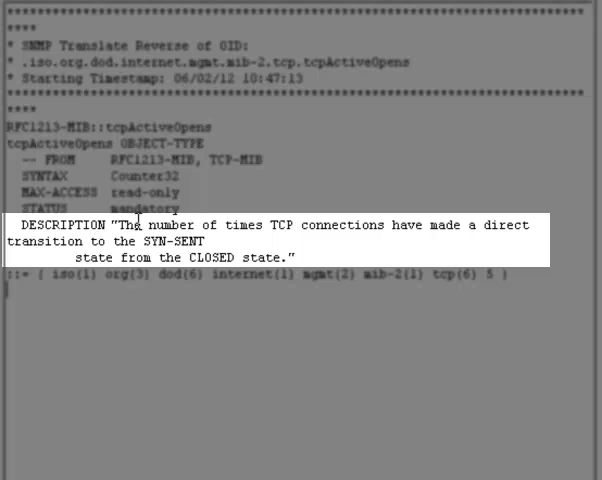 ******************************************************************************
****
* SNMP Translate Reverse of OID:
* .iso.org.dod.internet.mgmt.mib-2.tcp.tcpActiveOpens
* Starting Timestamp: 06/02/12 10:47:13
******************************************************************************
****
RFC1213-MIB::tcpActiveOpens
tcpActiveOpens OBJECT-TYPE
-- FROM RFC1213-MIB, TCP-MIB
SYNTAX Counter32
MAX-ACCESS read-only
STATUS mandatory
DESCRIPTION "The number of times TCP connections have made a direct
transition to the SYN-SENT
state from the CLOSED state."
::= { iso(1) org(3) dod(6) internet(1) mgmt(2) mib-2(1) tcp(6) 5 }